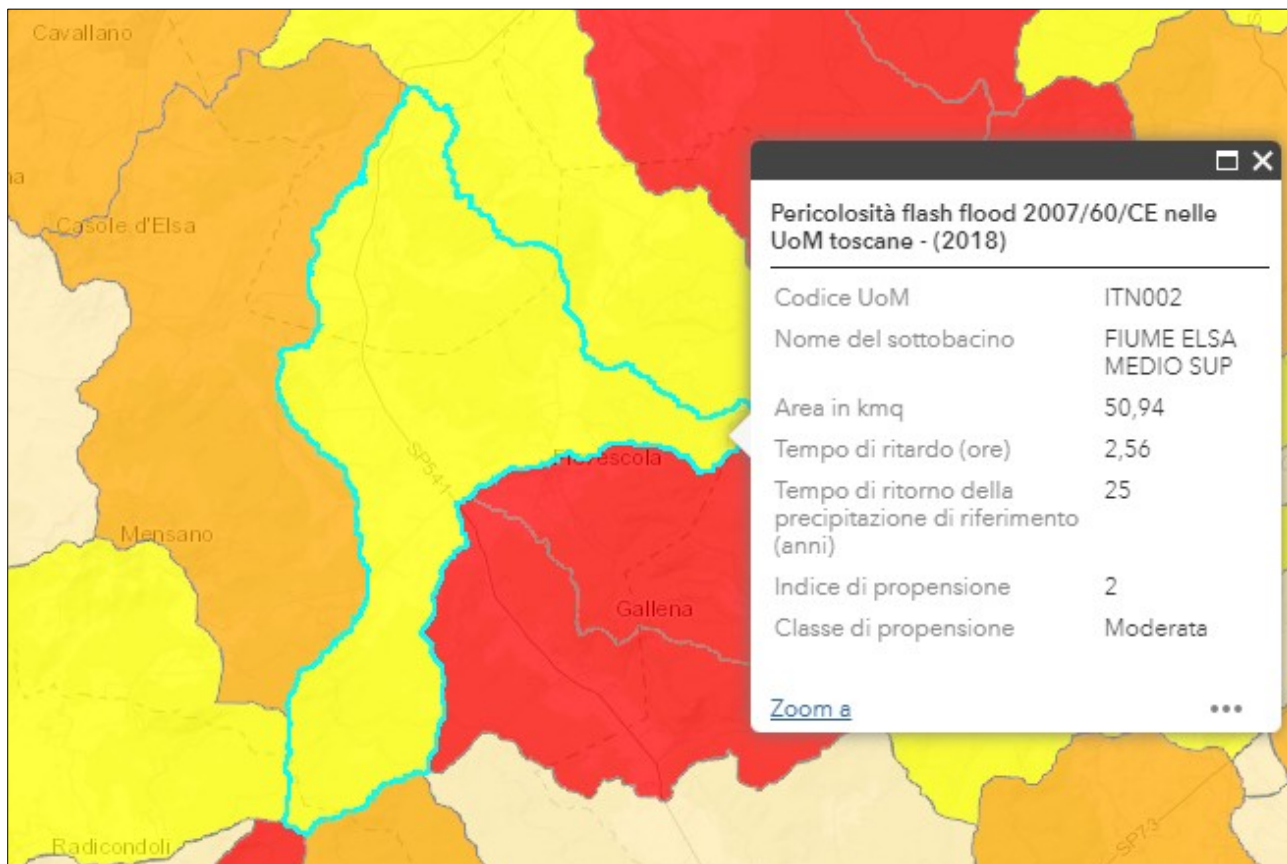 Cavallano
na
Casole d'Elsa
Pievescola
SP541
Mensano
Gallena
Radicondoli
SP73
Pericolosità flash flood 2007/60/CE nelle
UoM toscane - (2018)
Codice UoM ITN002
Nome del sottobacino FIUME ELSA
MEDIO SUP
Area in kmq 50,94
Tempo di ritardo (ore) 2,56
Tempo di ritorno della 25
precipitazione di riferimento
(anni)
Indice di propensione 2
Classe di propensione Moderata
Zoom a